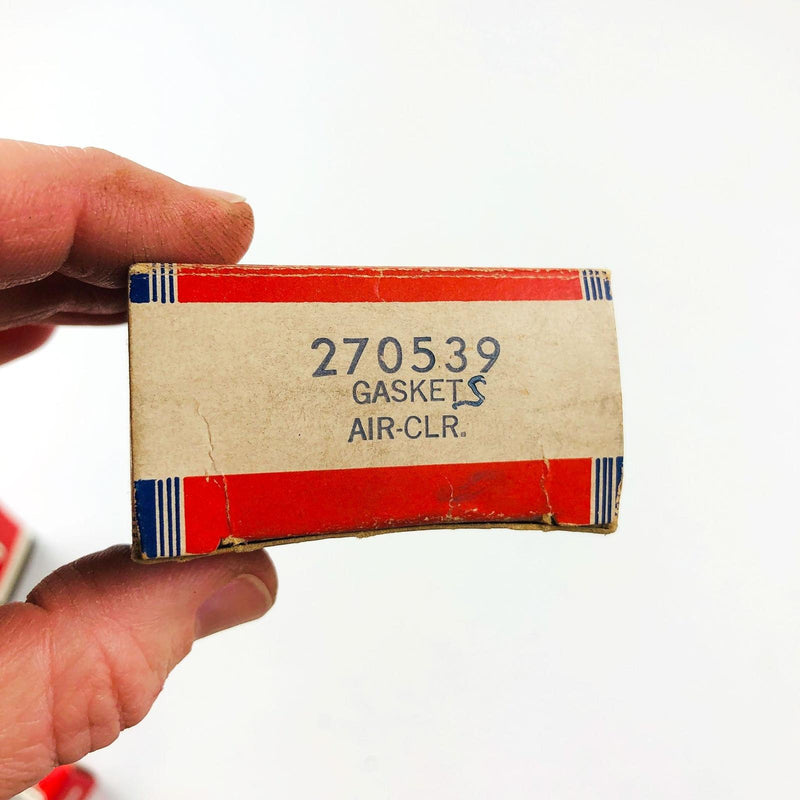 270539
GASKETS
AIR-CLR.